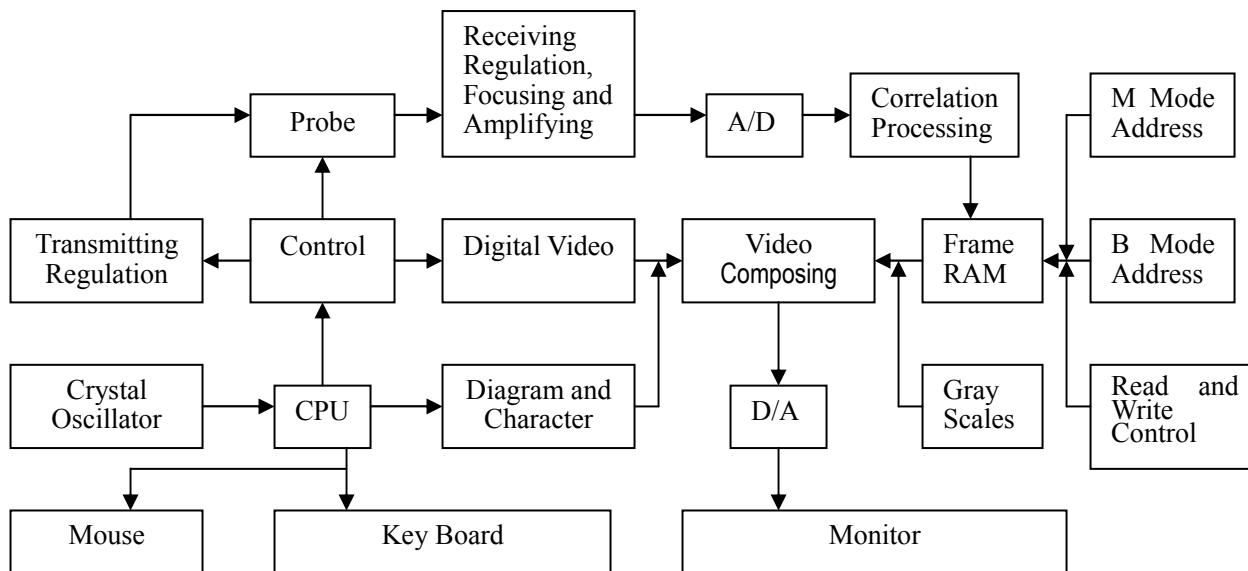 Receiving
Regulation,
Focusing and
Amplifying
Probe
A/D
Correlation
Processing
M Mode
Address
Transmitting
Regulation
Control
Digital Video
Video
Composing
Frame
RAM
B Mode
Address
Crystal
Oscillator
CPU
Diagram and
Character
D/A
Gray
Scales
Read and
Write
Control
Mouse
Key Board
Monitor